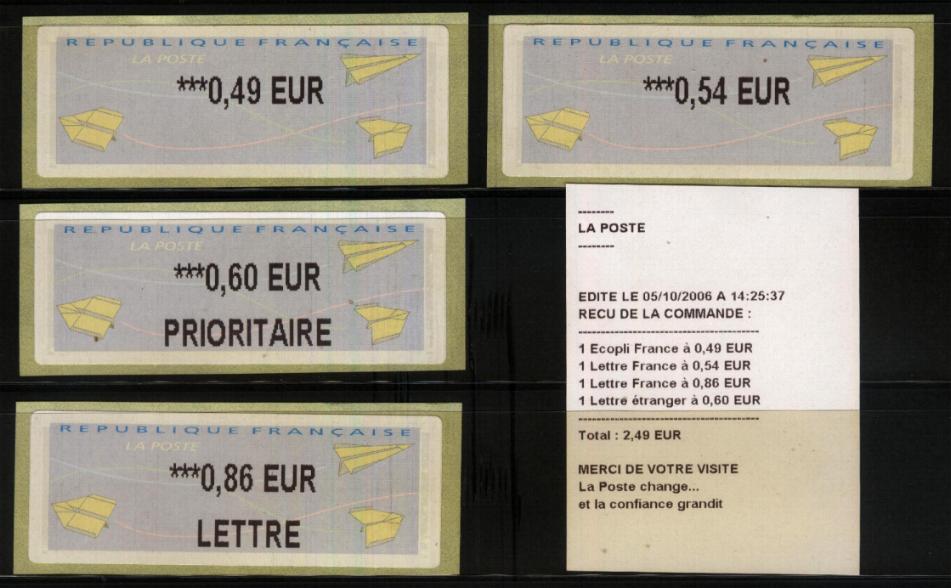 REPUBLIQUE FRANÇAISE
LA POSTE
***0,49 EUR
REPUBLIQUE FRANÇAISE
LA POSTE
***0,54 EUR
REPUBLIQUE FRANÇAISE
LA POSTE
***0,60 EUR
PRIORITAIRE
REPUBLIQUE FRANÇAISE
LA POSTE
***0,86 EUR
LETTRE
--------
LA POSTE
--------
EDITE LE 05/10/2006 A 14:25:37
RECU DE LA COMMANDE :
----------------------------------------
1 Ecopli France à 0,49 EUR
1 Lettre France à 0,54 EUR
1 Lettre France à 0,86 EUR
1 Lettre étranger à 0,60 EUR
----------------------------------------
Total : 2,49 EUR
MERCI DE VOTRE VISITE
La Poste change...
et la confiance grandit